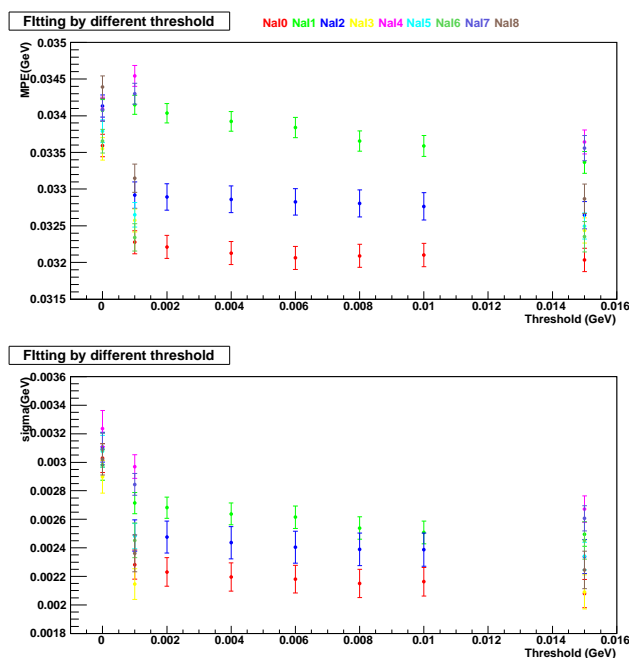 FItting by different threshold
NaI0 NaI1 NaI2 NaI3 NaI4 NaI5 NaI6 NaI7 NaI8
MPE(GeV)
0.035
0.0345
0.034
0.0335
0.033
0.0325
0.032
0.0315
0 0.002 0.004 0.006 0.008 0.01 0.012 0.014 0.016
Threshold (GeV)
FItting by different threshold
sigma(GeV)
0.0036
0.0034
0.0032
0.003
0.0028
0.0026
0.0024
0.0022
0.002
0.0018
0 0.002 0.004 0.006 0.008 0.01 0.012 0.014 0.016
Threshold (GeV)